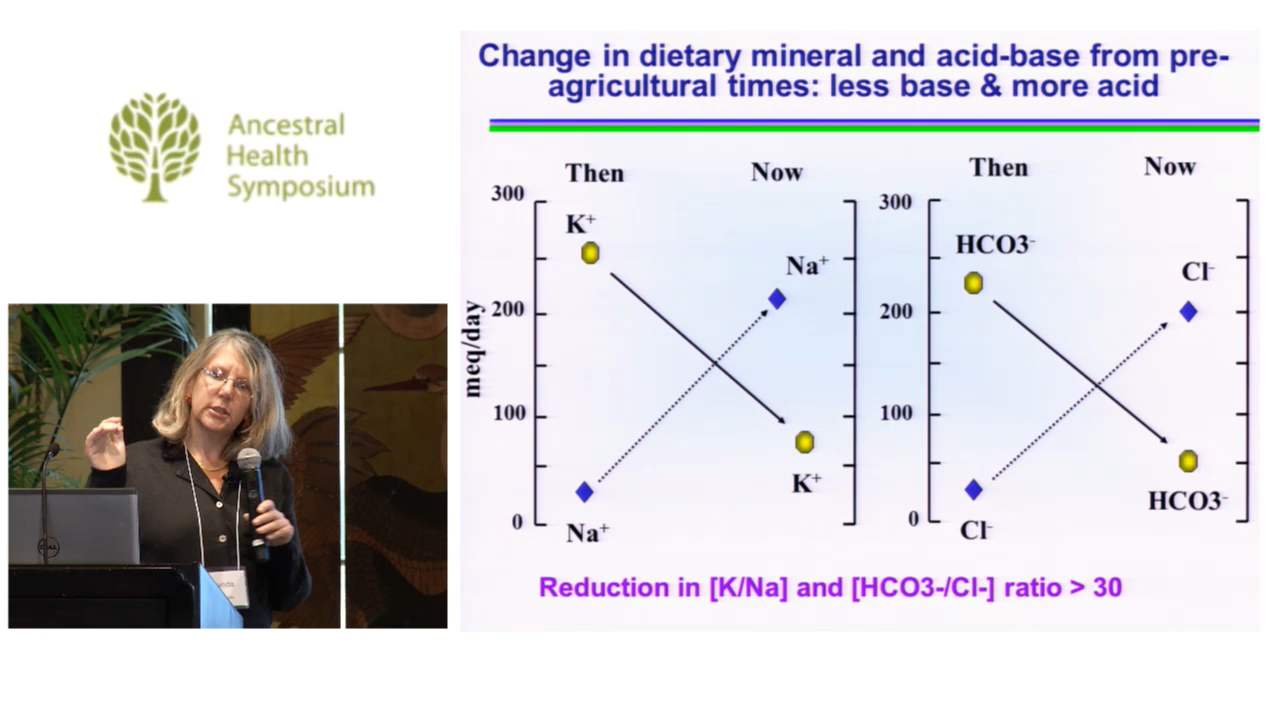 Ancestral
Health
Symposium
Change in dietary mineral and acid-base from pre-
agricultural times: less base & more acid
Then Now
300
K⁺
Na⁺
200
meq/day
100
K⁺
0
Na⁺
Then Now
300
HCO3⁻
Cl⁻
200
100
HCO3⁻
0
Cl⁻
Reduction in [K/Na] and [HCO3-/Cl-] ratio > 30
DELL